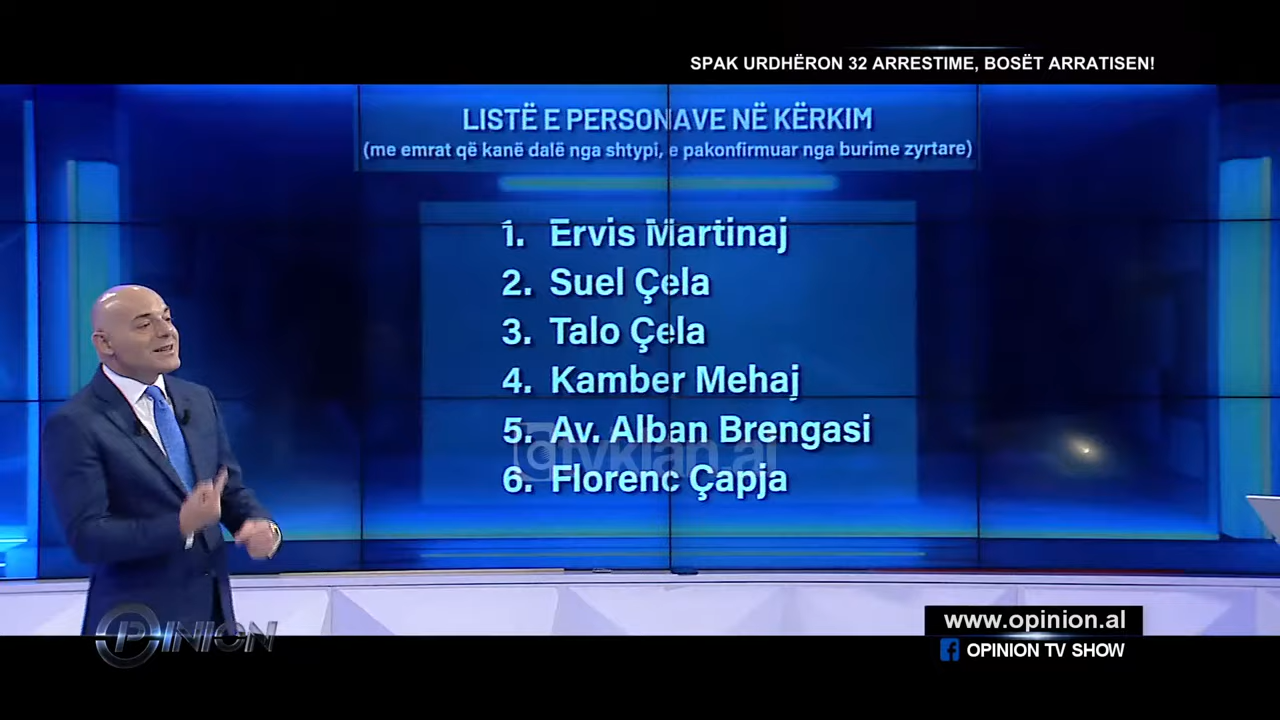 SPAK URDHËRON 32 ARRESTIME, BOSËT ARRATISEN!
LISTË E PERSONAVE NË KËRKIM
(me emrat që kanë dalë nga shtypi, e pakonfirmuar nga burime zyrtare)
1. Ervis Martinaj
2. Suel Çela
3. Talo Çela
4. Kamber Mehaj
5. Av. Alban Brengasi
tvklan.al
6. Florenc Çapja
OPINION
www.opinion.al
OPINION TV SHOW